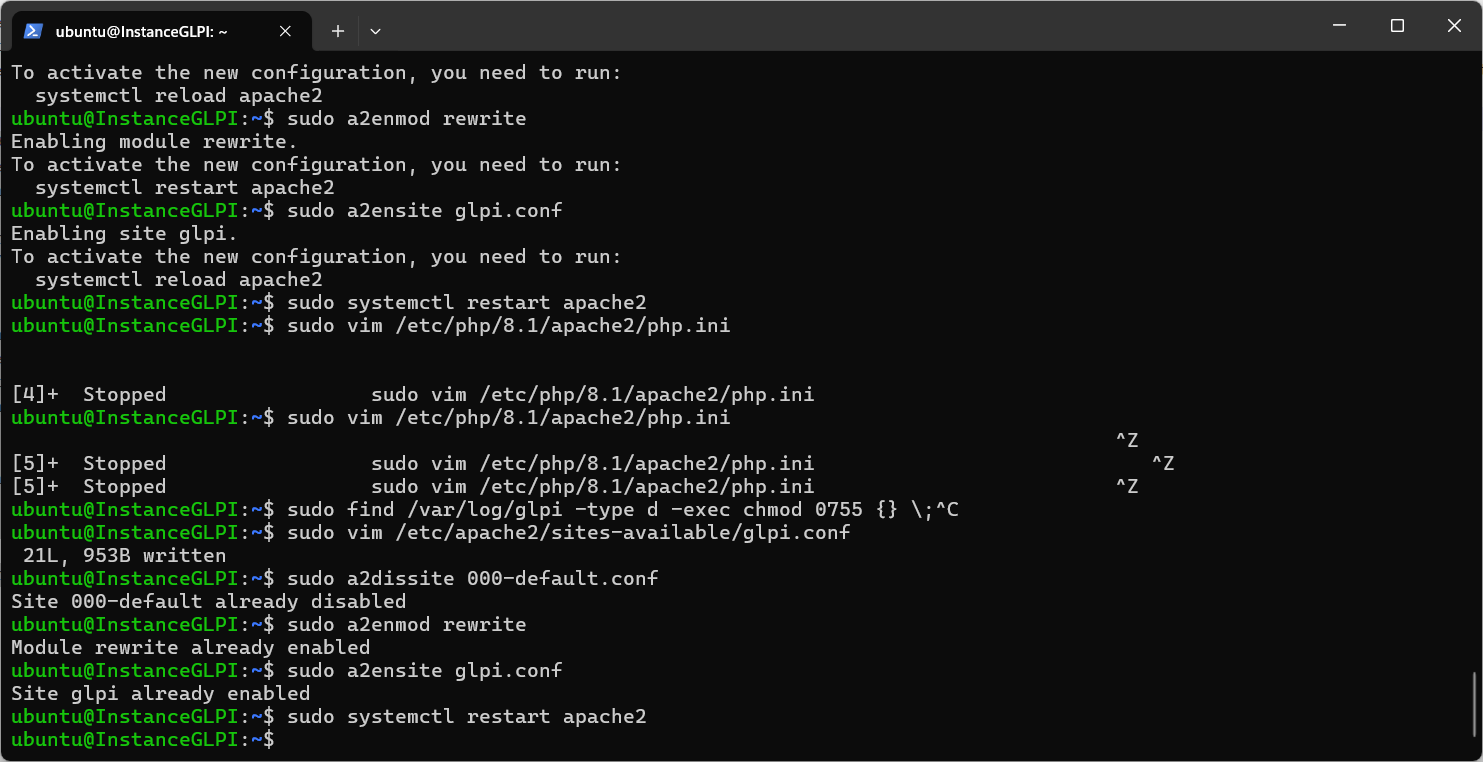 ubuntu@InstanceGLPI: ~
To activate the new configuration, you need to run:
  systemctl reload apache2
ubuntu@InstanceGLPI:~$ sudo a2enmod rewrite
Enabling module rewrite.
To activate the new configuration, you need to run:
  systemctl restart apache2
ubuntu@InstanceGLPI:~$ sudo a2ensite glpi.conf
Enabling site glpi.
To activate the new configuration, you need to run:
  systemctl reload apache2
ubuntu@InstanceGLPI:~$ sudo systemctl restart apache2
ubuntu@InstanceGLPI:~$ sudo vim /etc/php/8.1/apache2/php.ini
[4]+  Stopped                 sudo vim /etc/php/8.1/apache2/php.ini
ubuntu@InstanceGLPI:~$ sudo vim /etc/php/8.1/apache2/php.ini
^Z
[5]+  Stopped                 sudo vim /etc/php/8.1/apache2/php.ini                            ^Z
[5]+  Stopped                 sudo vim /etc/php/8.1/apache2/php.ini                         ^Z
ubuntu@InstanceGLPI:~$ sudo find /var/log/glpi -type d -exec chmod 0755 {} \;^C
ubuntu@InstanceGLPI:~$ sudo vim /etc/apache2/sites-available/glpi.conf
 21L, 953B written
ubuntu@InstanceGLPI:~$ sudo a2dissite 000-default.conf
Site 000-default already disabled
ubuntu@InstanceGLPI:~$ sudo a2enmod rewrite
Module rewrite already enabled
ubuntu@InstanceGLPI:~$ sudo a2ensite glpi.conf
Site glpi already enabled
ubuntu@InstanceGLPI:~$ sudo systemctl restart apache2
ubuntu@InstanceGLPI:~$